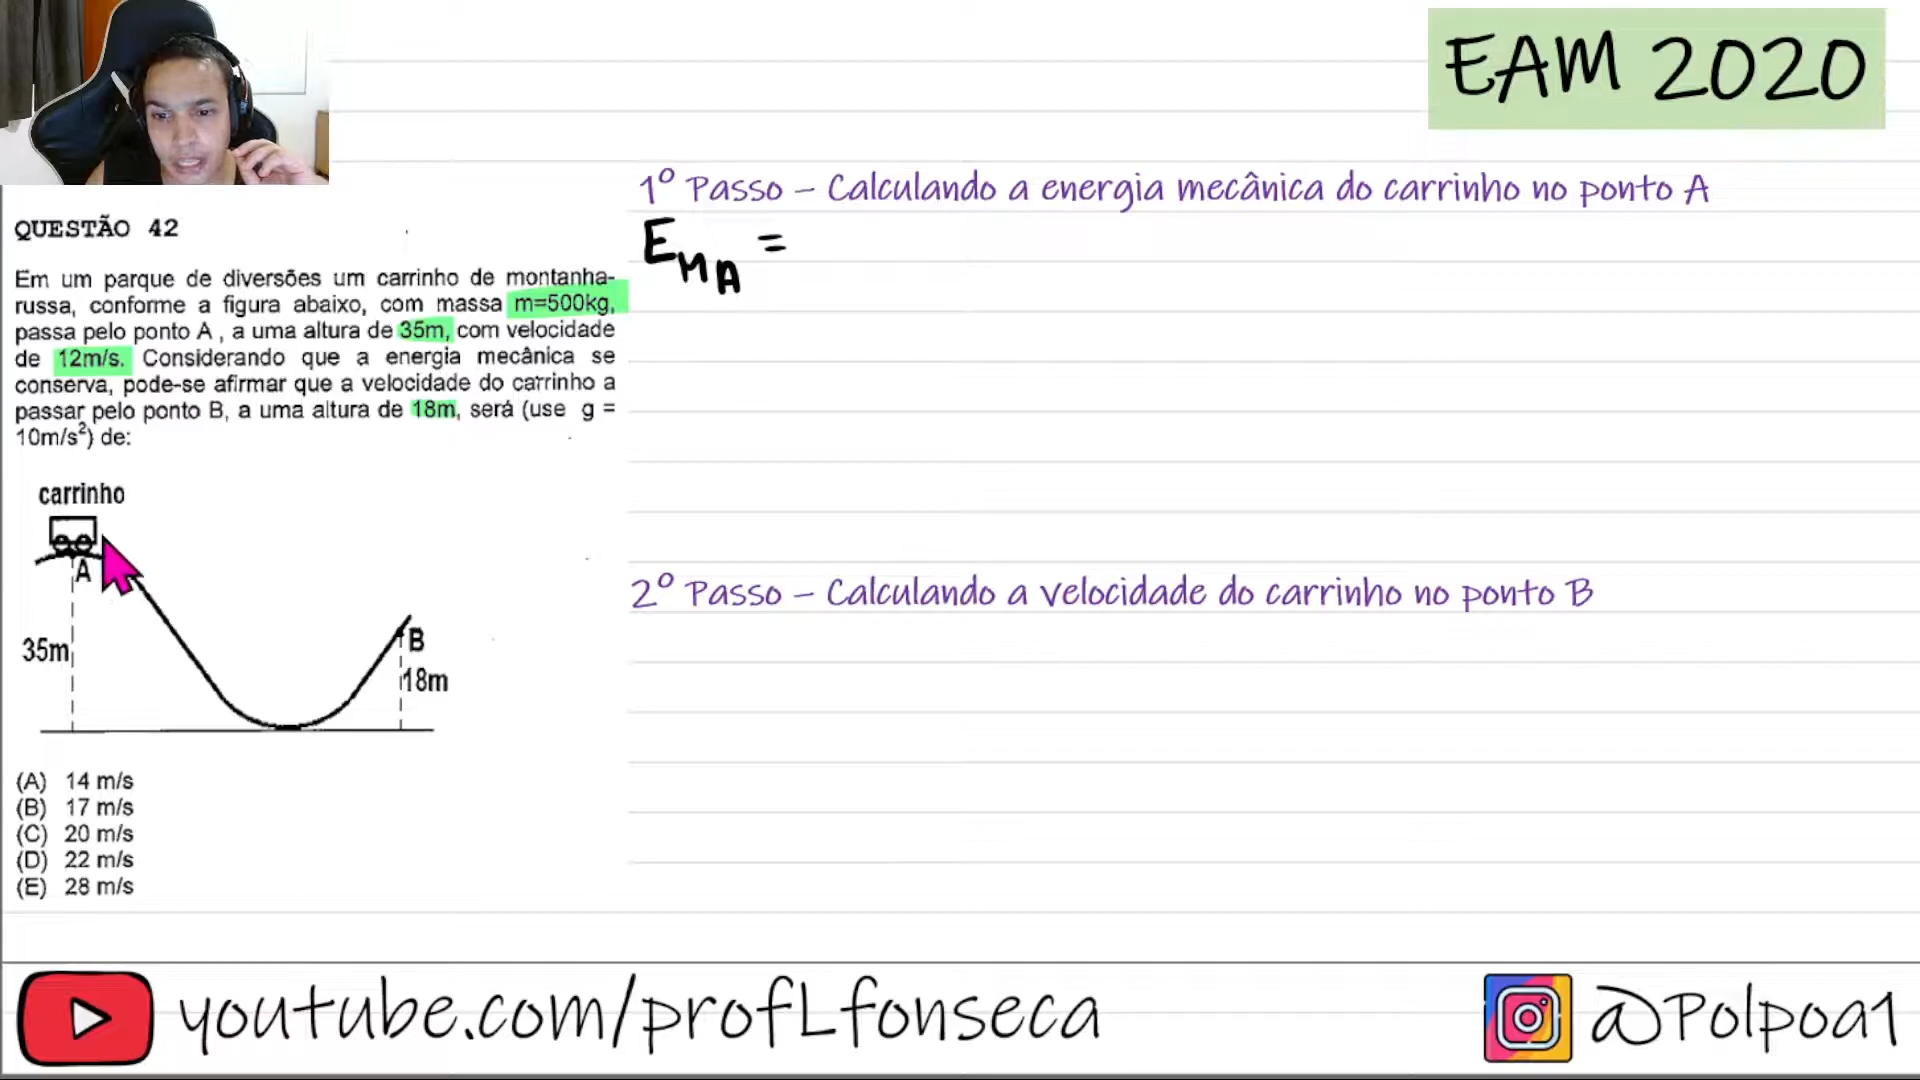 EAM 2020
1º Passo – Calculando a energia mecânica do carrinho no ponto A
EMA =
QUESTÃO 42
Em um parque de diversões um carrinho de montanha-
russa, conforme a figura abaixo, com massa m=500kg,
passa pelo ponto A , a uma altura de 35m, com velocidade
de 12m/s. Considerando que a energia mecânica se
conserva, pode-se afirmar que a velocidade do carrinho a
passar pelo ponto B, a uma altura de 18m, será (use g =
10m/s²) de:
carrinho
A
35m
B
18m
(A) 14 m/s
(B) 17 m/s
(C) 20 m/s
(D) 22 m/s
(E) 28 m/s
2º Passo – Calculando a velocidade do carrinho no ponto B
youtube.com/profLfonseca
@Polpoa1